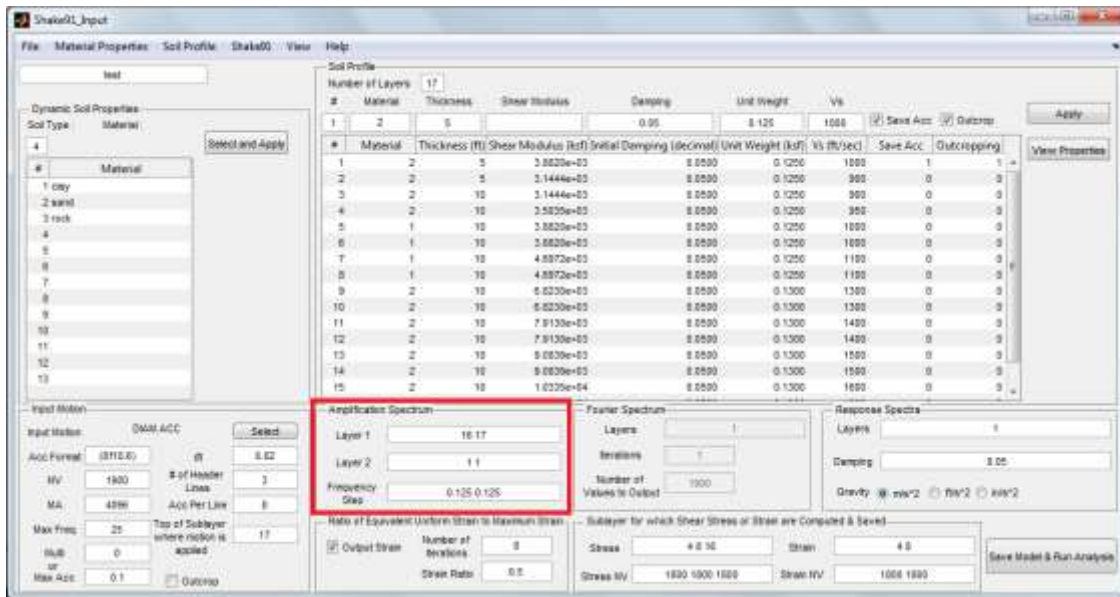 Shake91_Input
File Material Properties Soil Profile Shake91 View Help
test
Dynamic Soil Properties
Soil Type Material
4
Select and Apply
# Material
1 clay
2 sand
3 rock
4
5
6
7
8
9
10
11
12
13
Soil Profile
Number of Layers 17
# Material Thickness Shear Modulus Damping Unit Weight Vs
1 2 5 0.05 0.125 1000 Save Acc Outcrop
Apply
View Properties
# Material Thickness (ft) Shear Modulus (ksf) Initial Damping (decimal) Unit Weight (ksf) Vs (ft/sec) Save Acc Outcropping
1 2 5 3.8820e+03 0.0500 0.1250 1000 1 1
2 2 5 3.1444e+03 0.0500 0.1250 900 0 0
3 2 10 3.1444e+03 0.0500 0.1250 900 0 0
4 2 10 3.5035e+03 0.0500 0.1250 950 0 0
5 1 10 3.8820e+03 0.0500 0.1250 1000 0 0
6 1 10 3.8820e+03 0.0500 0.1250 1000 0 0
7 1 10 4.6972e+03 0.0500 0.1250 1100 0 0
8 1 10 4.6972e+03 0.0500 0.1250 1100 0 0
9 2 10 6.8230e+03 0.0500 0.1300 1300 0 0
10 2 10 6.8230e+03 0.0500 0.1300 1300 0 0
11 2 10 7.9130e+03 0.0500 0.1300 1400 0 0
12 2 10 7.9130e+03 0.0500 0.1300 1400 0 0
13 2 10 9.0839e+03 0.0500 0.1300 1500 0 0
14 2 10 9.0839e+03 0.0500 0.1300 1500 0 0
15 2 10 1.0335e+04 0.0500 0.1300 1600 0 0
Input Motion
Input Motion DIAM.ACC Select
Acc Format (8f10.6) dt 0.02
NV 1900 # of Header Lines 3
MA 4096 Acc Per Line 8
Max Freq 25 Top of Sublayer where motion is applied 17
Mult 0
or
Max Acc 0.1 Outcrop
Amplification Spectrum
Layer 1 16 17
Layer 2 1 1
Frequency Step 0.125 0.125
Fourier Spectrum
Layers 1
Iterations 1
Number of Values to Output 1900
Response Spectra
Layers 1
Damping 0.05
Gravity m/s^2 ft/s^2 in/s^2
Ratio of Equivalent Uniform Strain to Maximum Strain
Output Strain Number of Iterations 8
Strain Ratio 0.5
Sublayer for which Shear Stress or Strain are Computed & Saved
Stress 4 8 16 Strain 4 8
Stress NV 1800 1800 1800 Strain NV 1800 1800
Save Model & Run Analysis